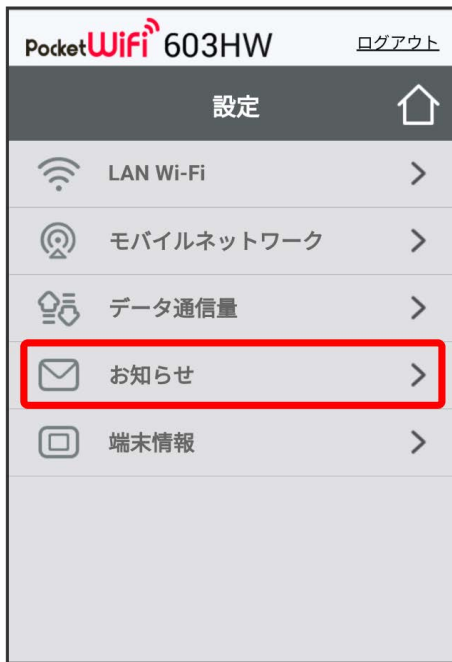 PocketWiFi 603HW ログアウト
設定
LAN Wi-Fi
モバイルネットワーク
データ通信量
お知らせ
端末情報